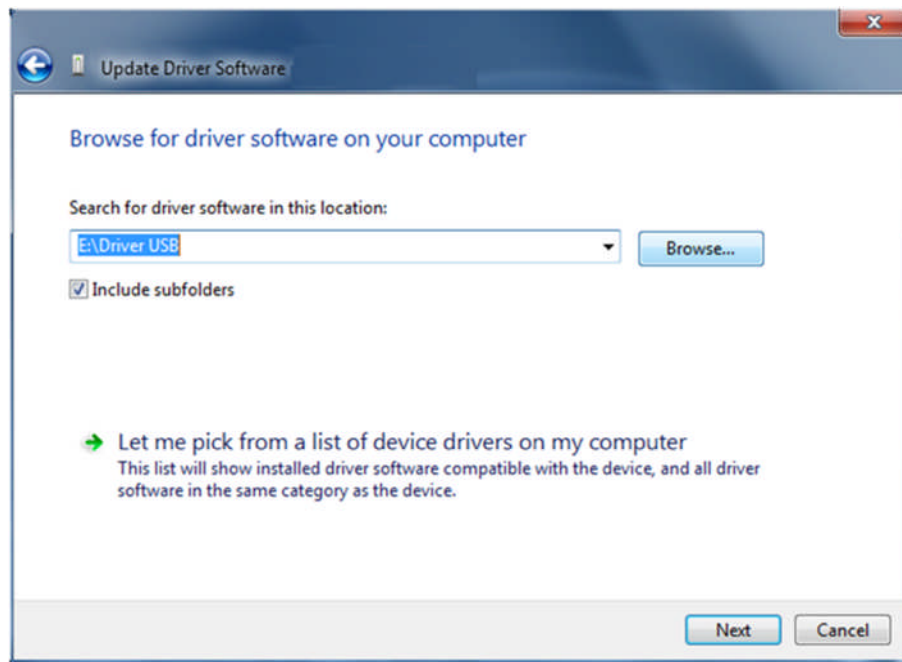 Update Driver Software
Browse for driver software on your computer
Search for driver software in this location:
E:\Driver USB
Browse...
Include subfolders
Let me pick from a list of device drivers on my computer
This list will show installed driver software compatible with the device, and all driver
software in the same category as the device.
Next
Cancel